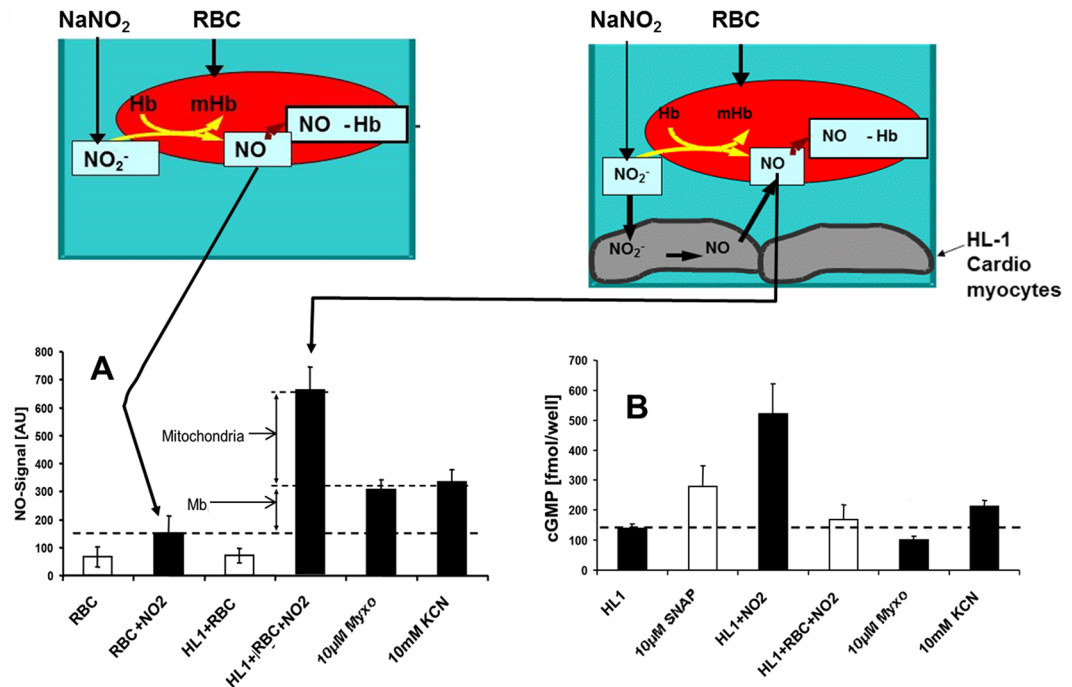 NaNO2
RBC
Hb
mHb
NO2-
NO
NO -Hb
NaNO2
RBC
Hb
mHb
NO2-
NO
NO - Hb
NO2-
NO
HL-1
Cardio
myocytes
A
NO-Signal [AU]
800
700
600
500
400
300
200
100
0
Mitochondria
Mb
RBC
RBC+NO2
HL1+RBC
HL1+RBC+NO2
10µM Myxo
10mM KCN
B
cGMP [fmol/well]
700
600
500
400
300
200
100
0
HL1
10µM SNAP
HL1+NO2
HL1+RBC+NO2
10µM Myxo
10mM KCN